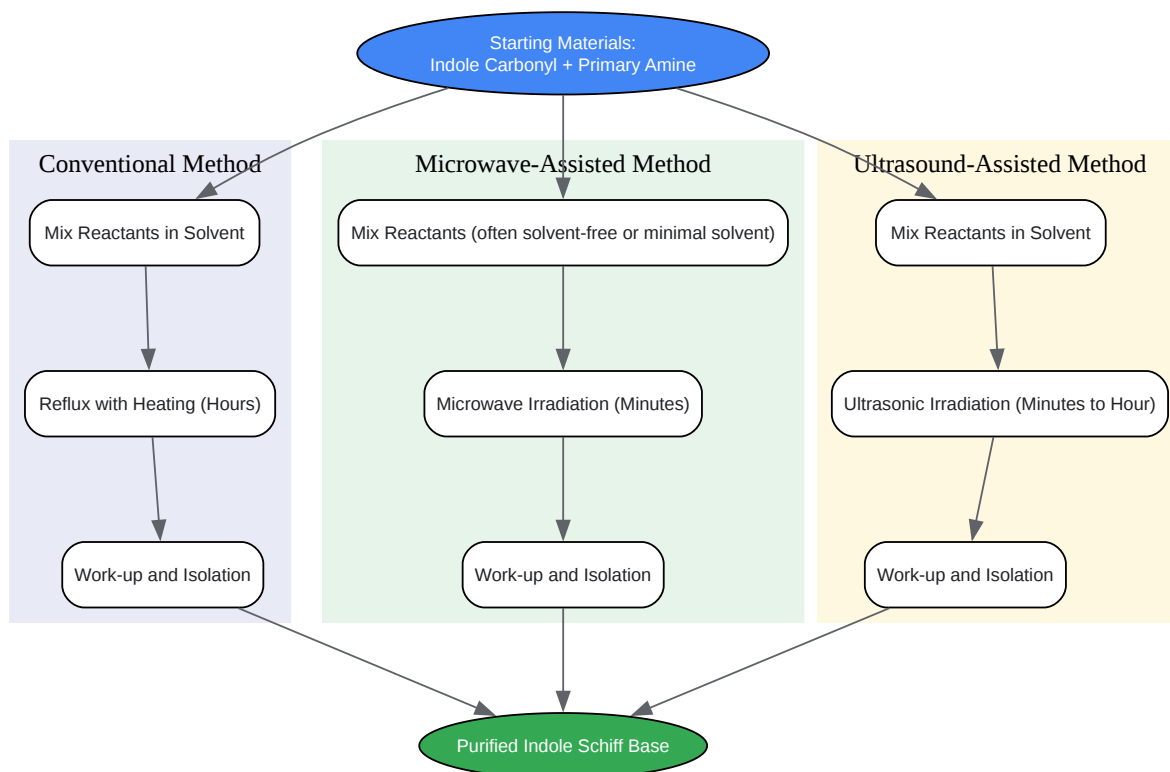 Starting Materials:
Indole Carbonyl + Primary Amine
Conventional Method
Mix Reactants in Solvent
Reflux with Heating (Hours)
Work-up and Isolation
Microwave-Assisted Method
Mix Reactants (often solvent-free or minimal solvent)
Microwave Irradiation (Minutes)
Work-up and Isolation
Ultrasound-Assisted Method
Mix Reactants in Solvent
Ultrasonic Irradiation (Minutes to Hour)
Work-up and Isolation
Purified Indole Schiff Base